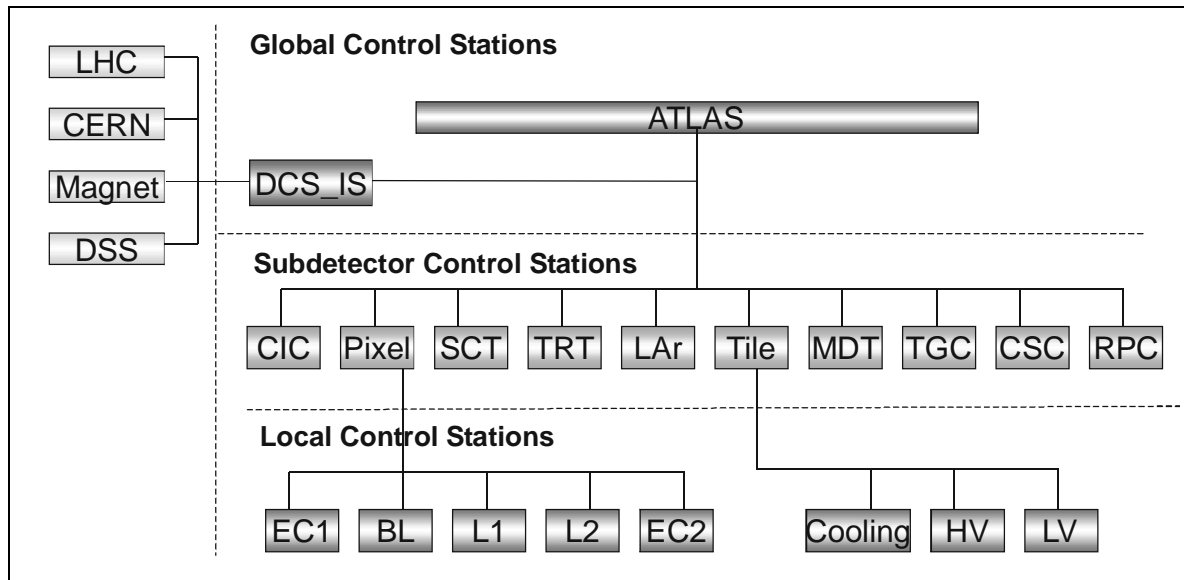 LHC
CERN
Magnet
DSS
Global Control Stations
ATLAS
DCS_IS
Subdetector Control Stations
CIC
Pixel
SCT
TRT
LAr
Tile
MDT
TGC
CSC
RPC
Local Control Stations
EC1
BL
L1
L2
EC2
Cooling
HV
LV